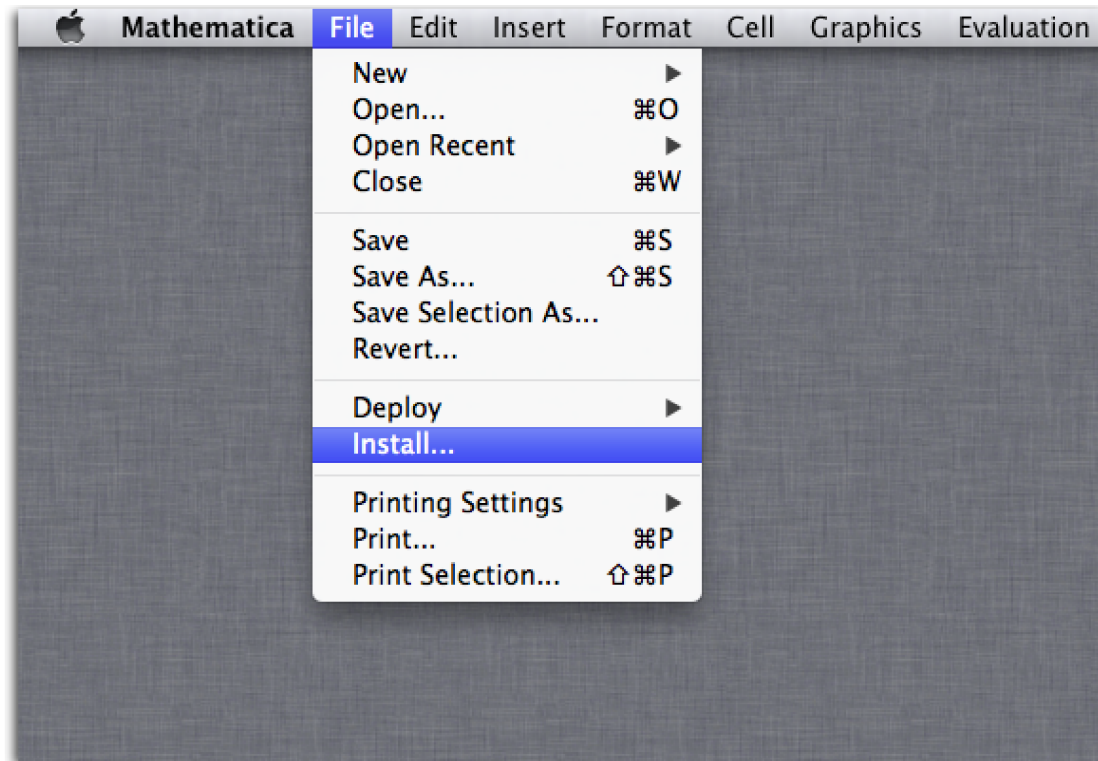 Mathematica File Edit Insert Format Cell Graphics Evaluation
New ▶
Open... ⌘O
Open Recent ▶
Close ⌘W
Save ⌘S
Save As... ⇧⌘S
Save Selection As...
Revert...
Deploy ▶
Install...
Printing Settings ▶
Print... ⌘P
Print Selection... ⇧⌘P